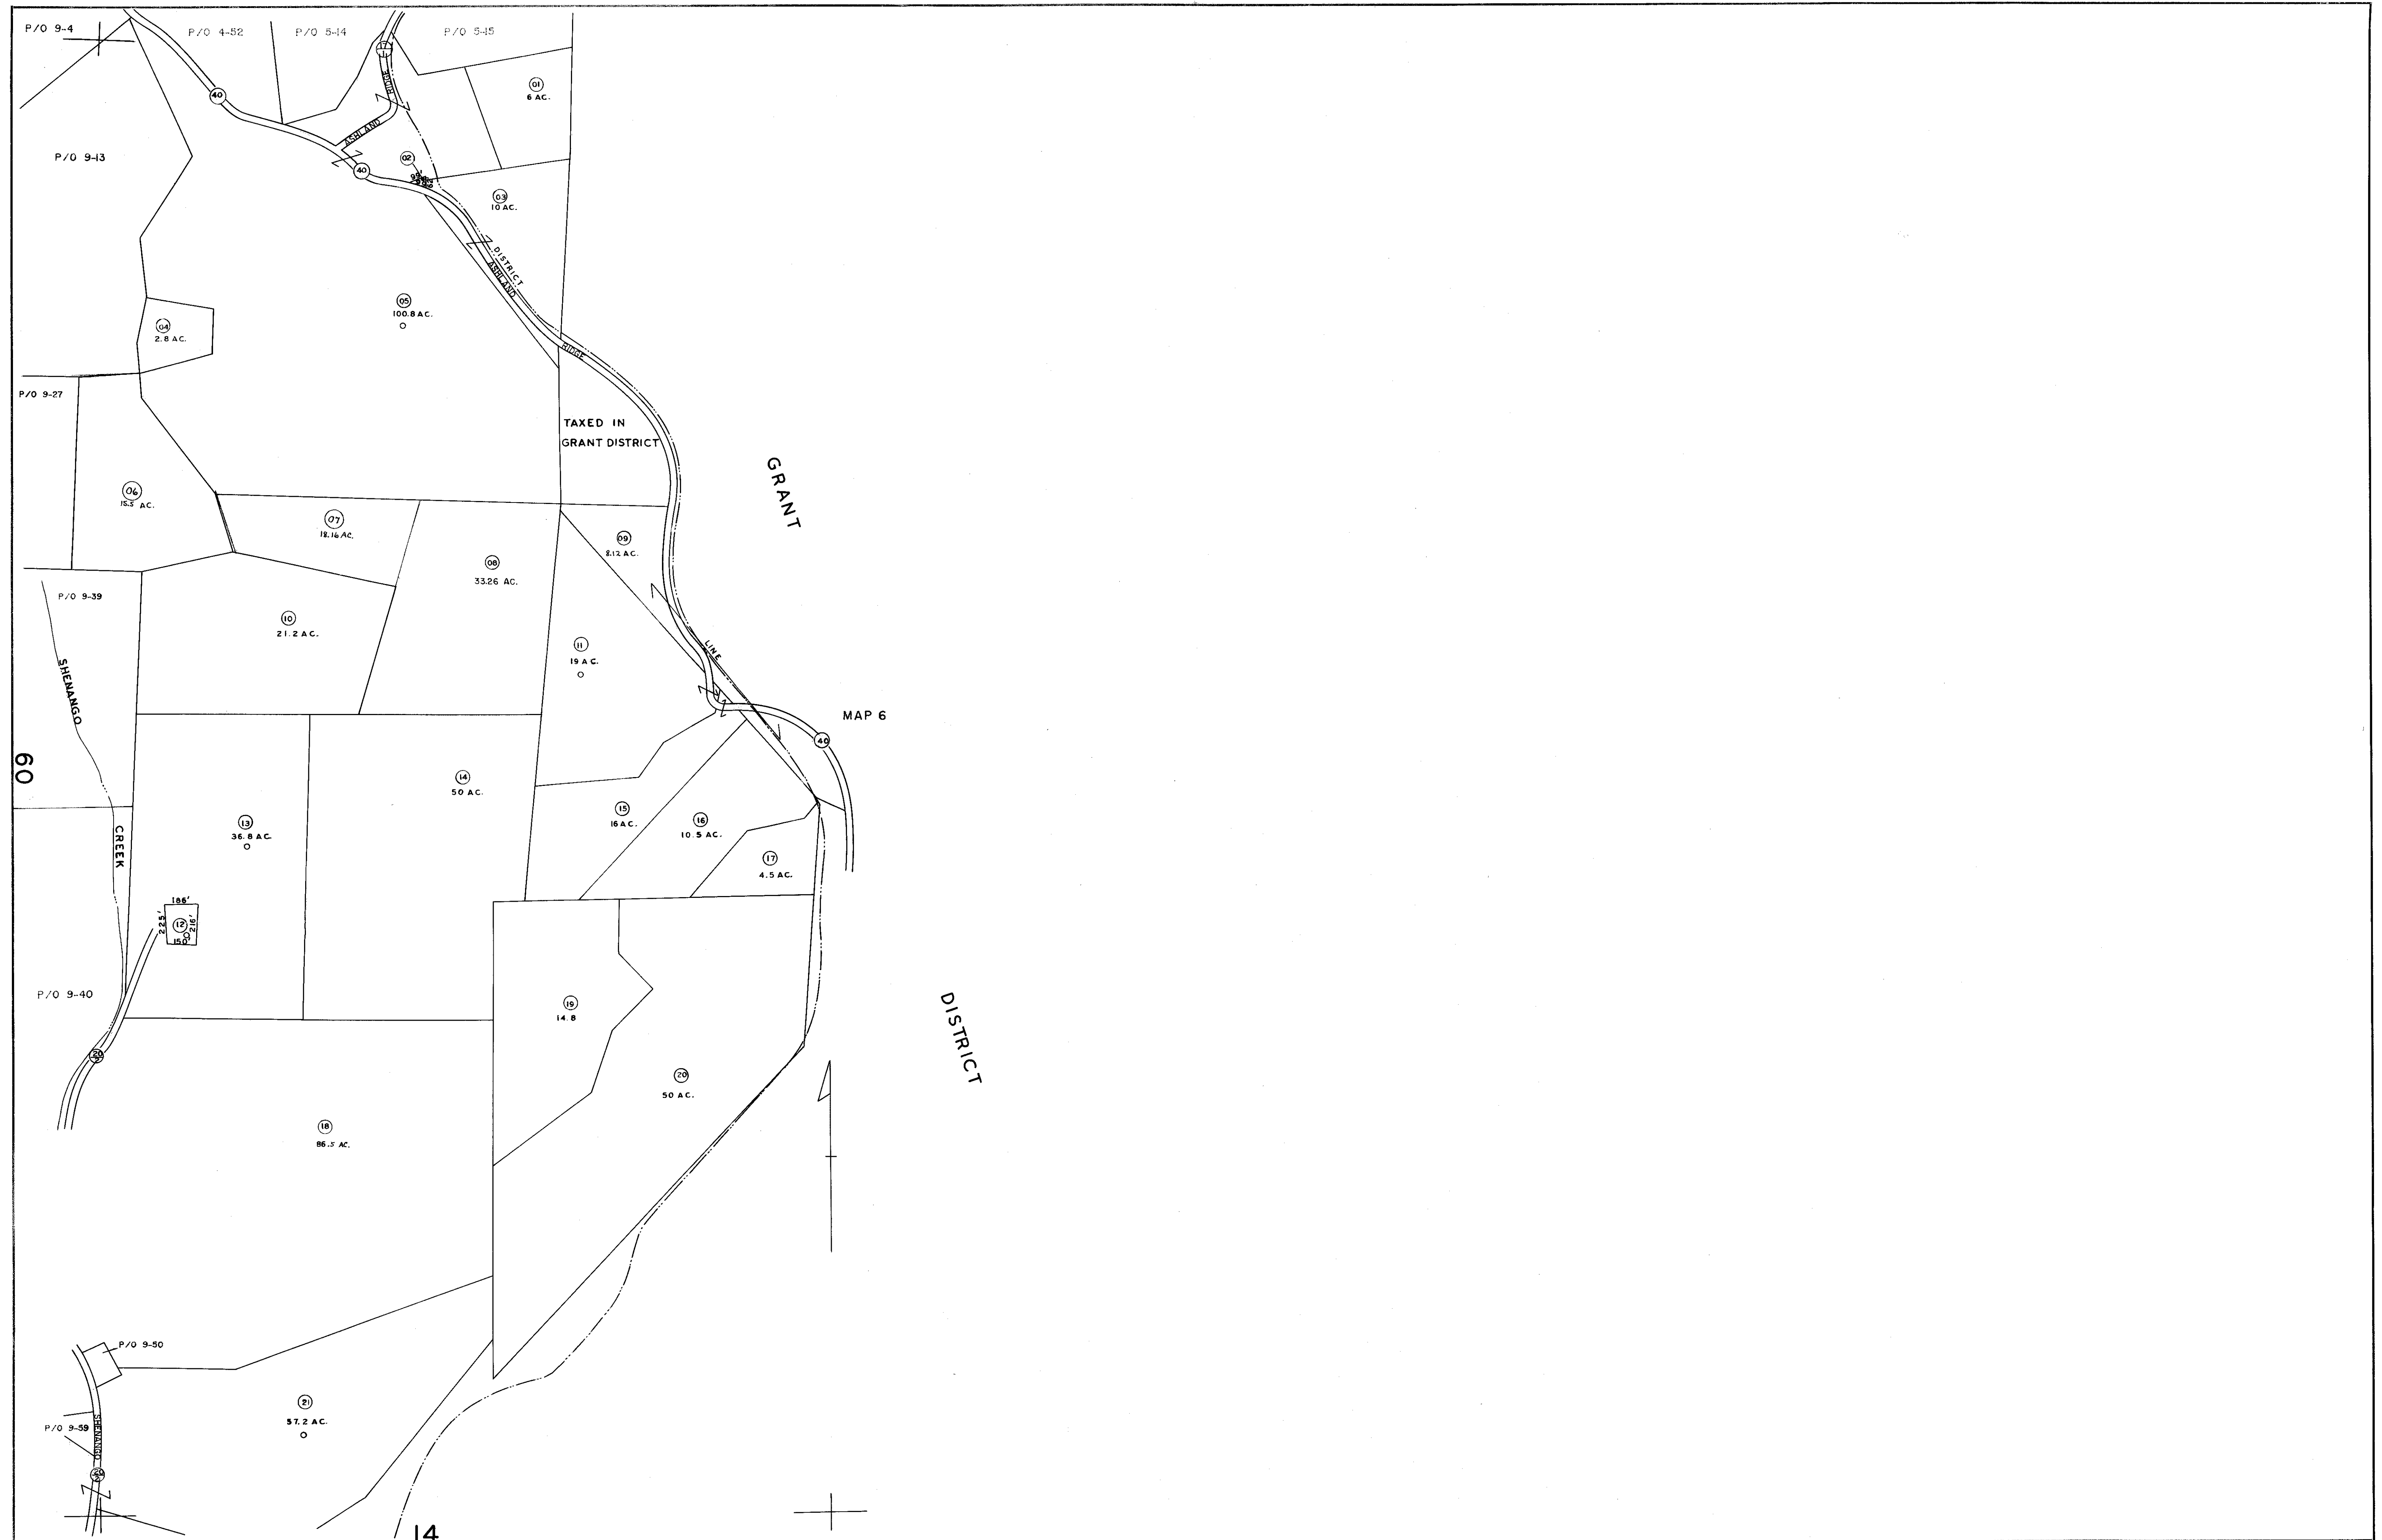 P/O 9-4
P/O 4-52
P/O 5-14
P/O 5-15
RIDGE
01
6 AC.
40
ASHLAND
P/O 9-13
02
40
03
10 AC.
DISTRICT
ASHLAND
05
100.8 AC.
04
2.8 AC.
RIDGE
P/O 9-27
TAXED IN
GRANT DISTRICT
GRANT
06
15.5 AC.
07
18.16 AC.
09
8.12 AC.
08
33.26 AC.
P/O 9-39
10
21.2 AC.
11
19 AC.
LINE
SHENANGO
MAP 6
40
09
14
50 AC.
13
36.8 AC.
15
16 AC.
16
10.5 AC.
CREEK
17
4.5 AC.
186'
225'
12
216'
150'
P/O 9-40
19
14.8
DISTRICT
20
50 AC.
18
86.5 AC.
P/O 9-50
21
57.2 AC.
P/O 9-59
SHENANGO
14